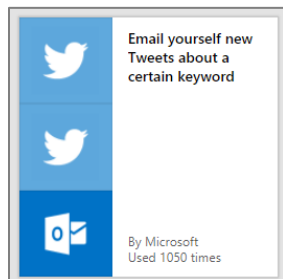 Email yourself new
Tweets about a
certain keyword
By Microsoft
Used 1050 times